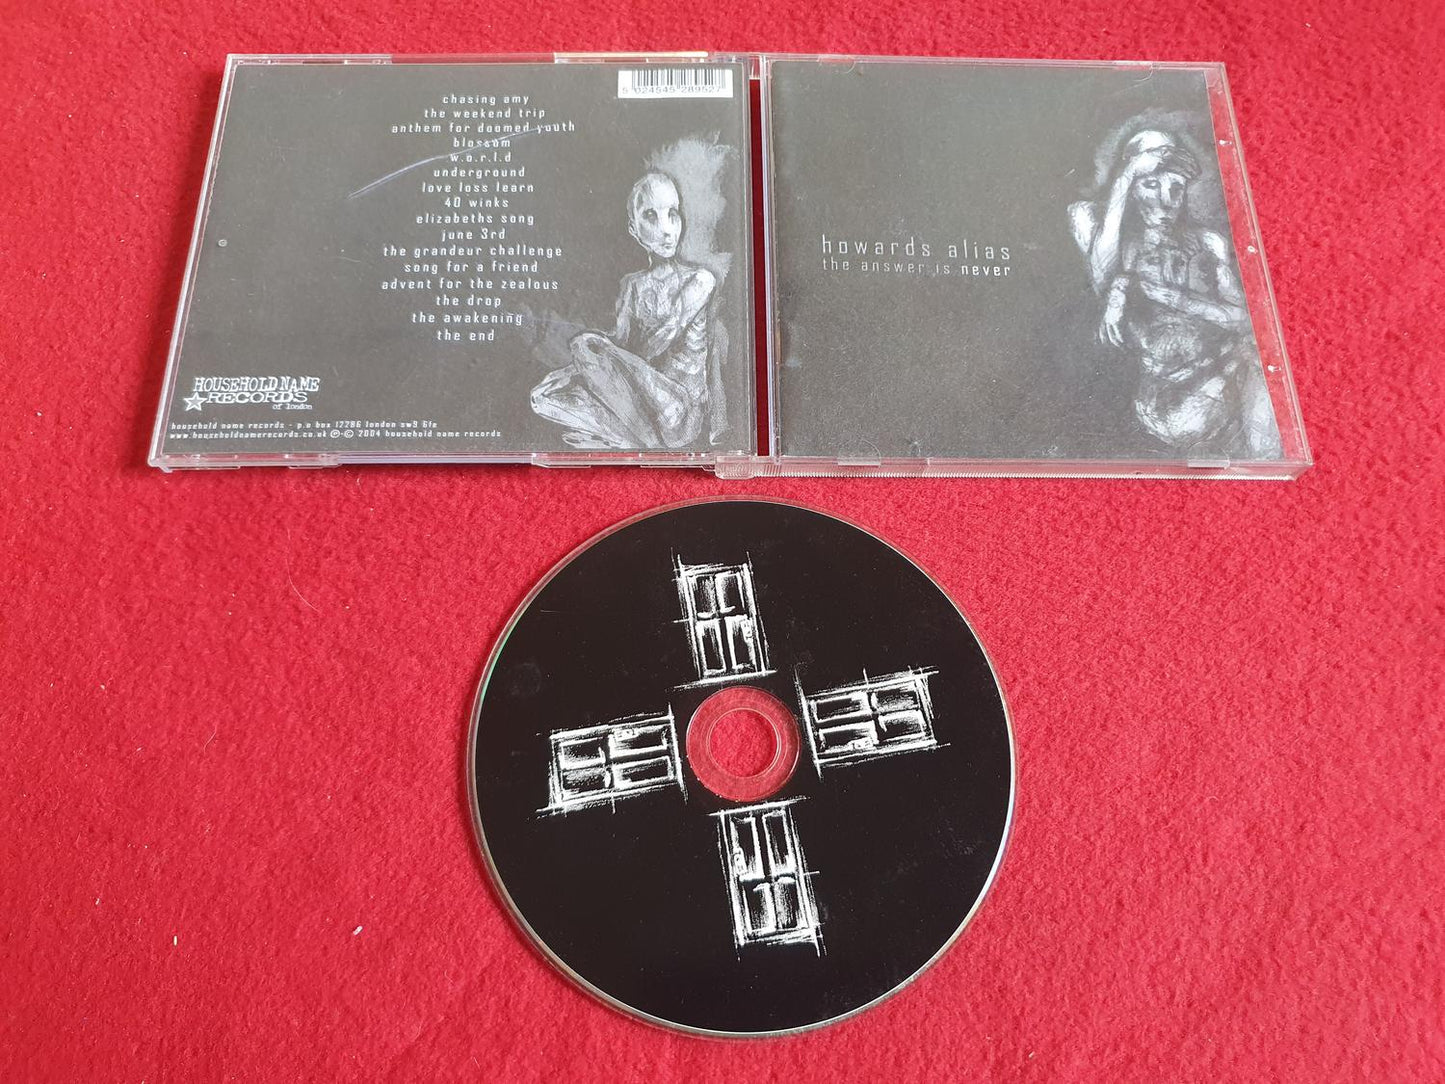 5 024545 289527
chasing amy
the weekend trip
anthem for doomed youth
blossom
w.o.r.l.d
underground
love loss learn
40 winks
elizabeths song
june 3rd
the grandeur challenge
song for a friend
advent for the zealous
the drop
the awakening
the end
HOUSEHOLD NAME
RECORDS
of london
household name records - p.o box 12286 london sw9 6fe
www.householdnamerecords.co.uk ℗·© 2004 household name records
howards alias
the answer is never